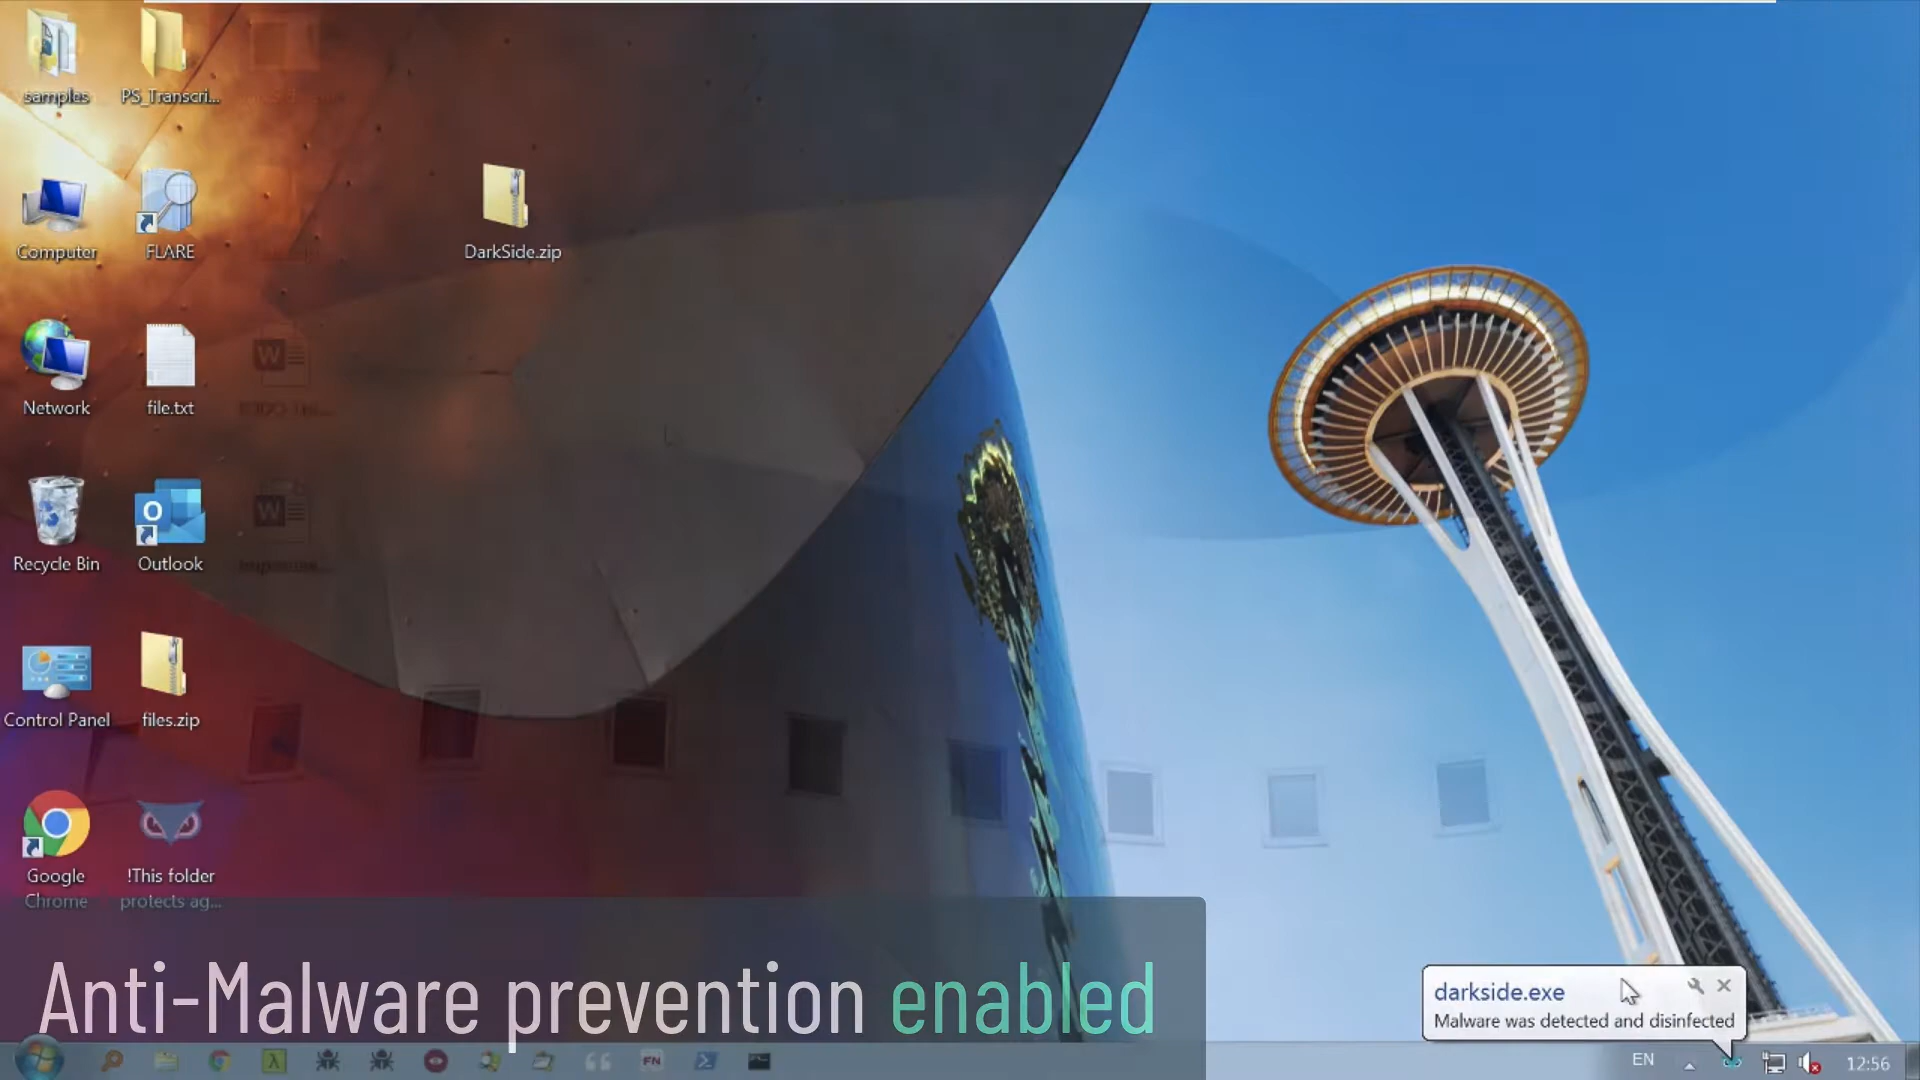 samples
PS_Transcri...
Computer
FLARE
DarkSide.zip
Network
file.txt
Recycle Bin
Outlook
Control Panel
files.zip
Google
Chrome
!This folder
protects ag...
Anti-Malware prevention enabled
darkside.exe
Malware was detected and disinfected
FN
EN
12:56